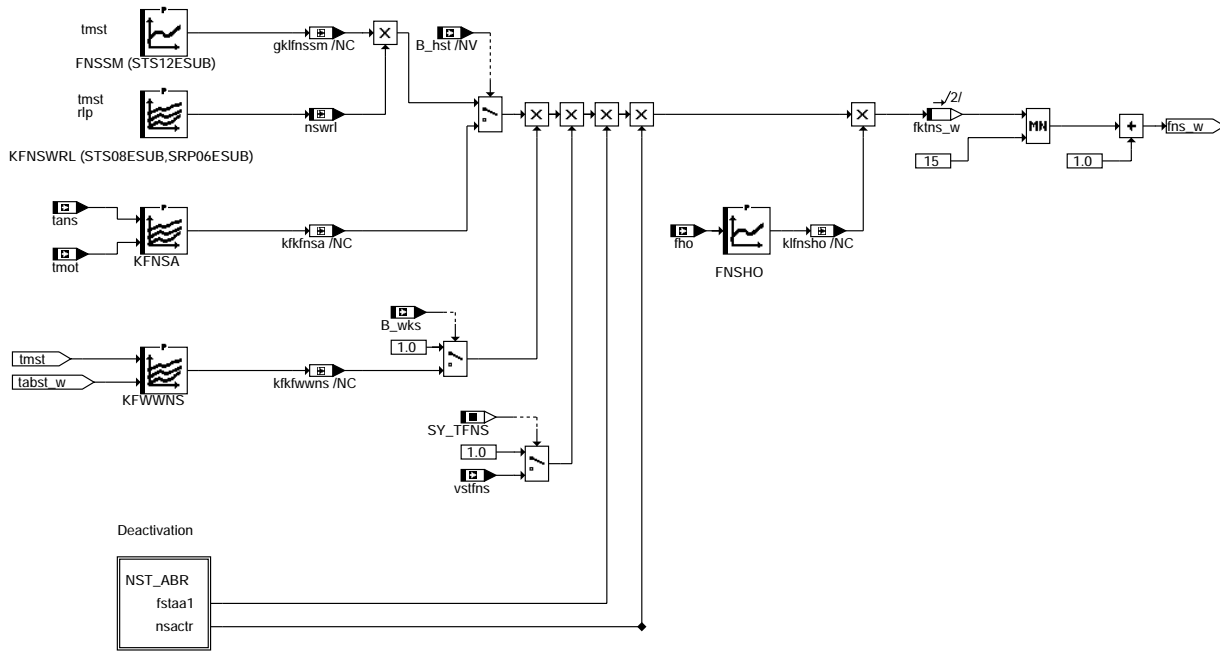 tmst
P
FNSSM (STS12ESUB)
gklfnssm /NC
B_hst /NV
tmst
rlp
P
nswrl
KFNSWRL (STS08ESUB,SRP06ESUB)
/2/
fktns_w
MN
15
1.0
fns_w
tans
tmot
P
KFNSA
kfkfnsa /NC
fho
P
FNSHO
klfnsho /NC
B_wks
1.0
tmst
tabst_w
P
KFWWNS
kfkfwwns /NC
SY_TFNS
1.0
vstfns
Deactivation
NST_ABR
fstaa1
nsactr